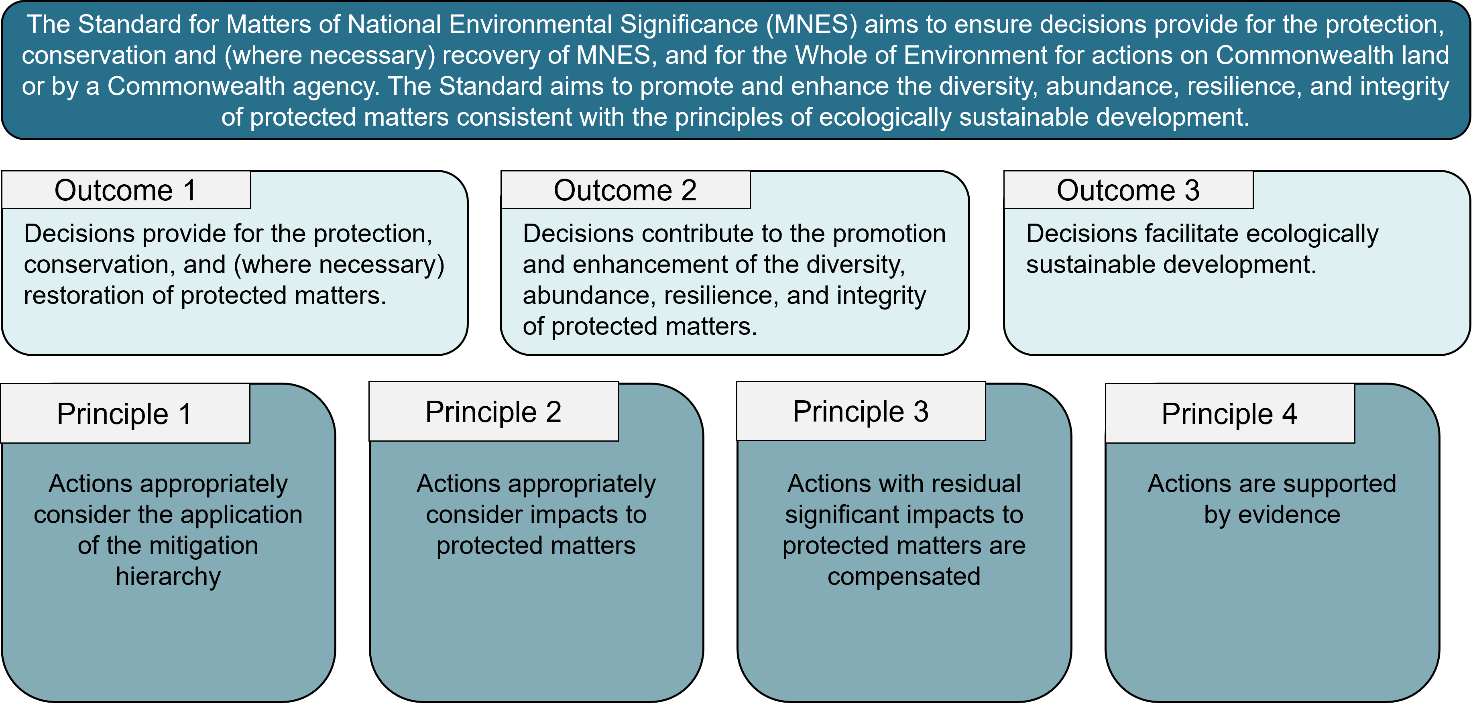 The Standard for Matters of National Environmental Significance (MNES) aims to ensure decisions provide for the protection,
conservation and (where necessary) recovery of MNES, and for the Whole of Environment for actions on Commonwealth land
or by a Commonwealth agency. The Standard aims to promote and enhance the diversity, abundance, resilience, and integrity
of protected matters consistent with the principles of ecologically sustainable development.
Outcome 1
Decisions provide for the protection,
conservation, and (where necessary)
restoration of protected matters.
Outcome 2
Decisions contribute to the promotion
and enhancement of the diversity,
abundance, resilience, and integrity
of protected matters.
Outcome 3
Decisions facilitate ecologically
sustainable development.
Principle 1
Actions appropriately
consider the application
of the mitigation
hierarchy
Principle 2
Actions appropriately
consider impacts to
protected matters
Principle 3
Actions with residual
significant impacts to
protected matters are
compensated
Principle 4
Actions are supported
by evidence